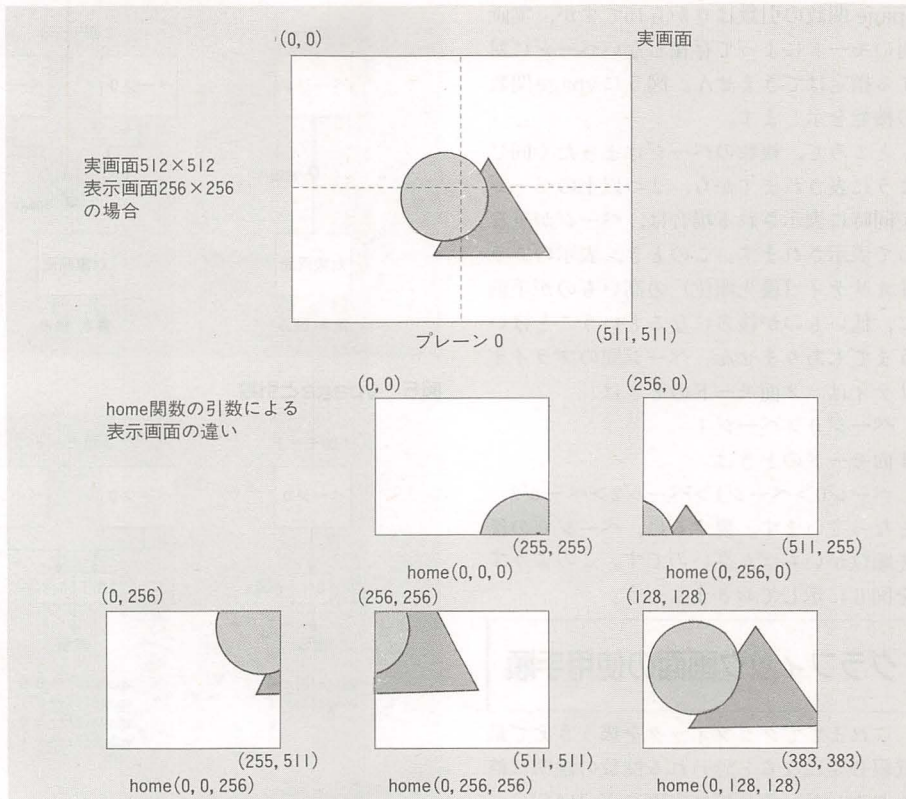 (0, 0)
実画面
実画面512×512
表示画面256×256
の場合
プレーン0
(511, 511)
home関数の引数による
表示画面の違い
(0, 0)
(256, 0)
(255, 255)
(511, 255)
home(0, 0, 0)
home(0, 256, 0)
(0, 256)
(256, 256)
(128, 128)
(255, 511)
(511, 511)
(383, 383)
home(0, 0, 256)
home(0, 256, 256)
home(0, 128, 128)